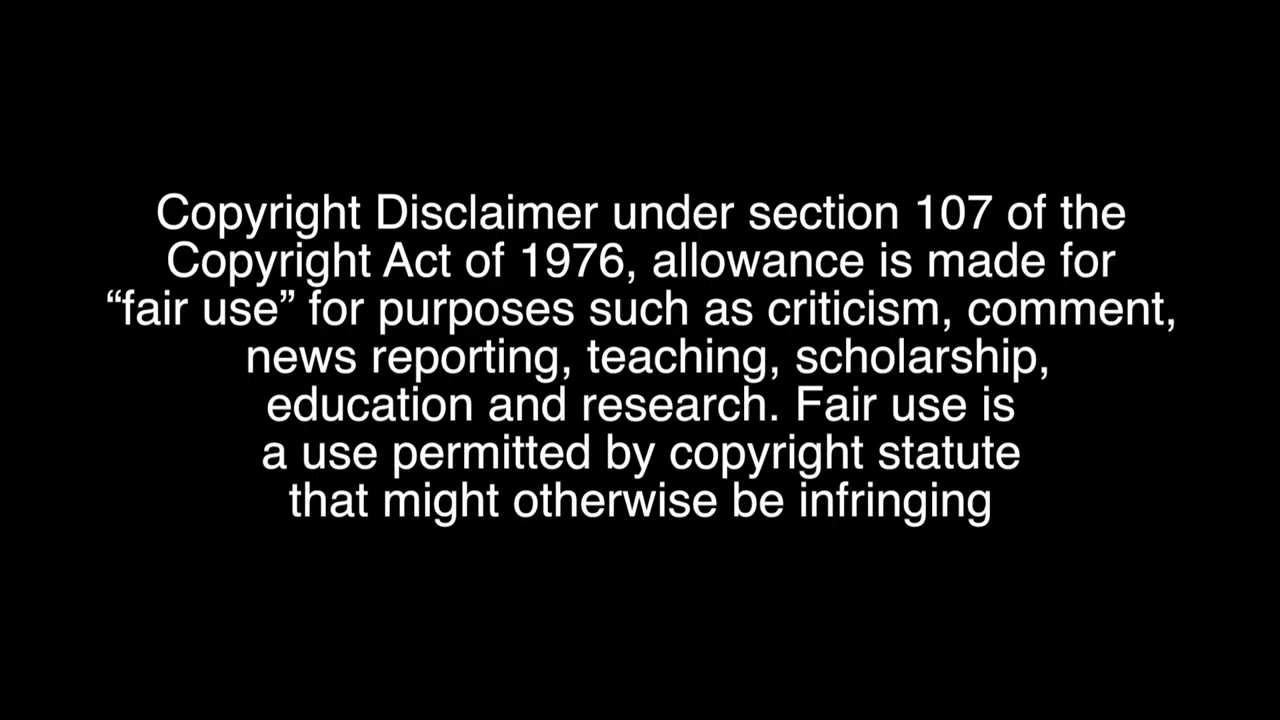 Copyright Disclaimer under section 107 of the
Copyright Act of 1976, allowance is made for
“fair use” for purposes such as criticism, comment,
news reporting, teaching, scholarship,
education and research. Fair use is
a use permitted by copyright statute
that might otherwise be infringing